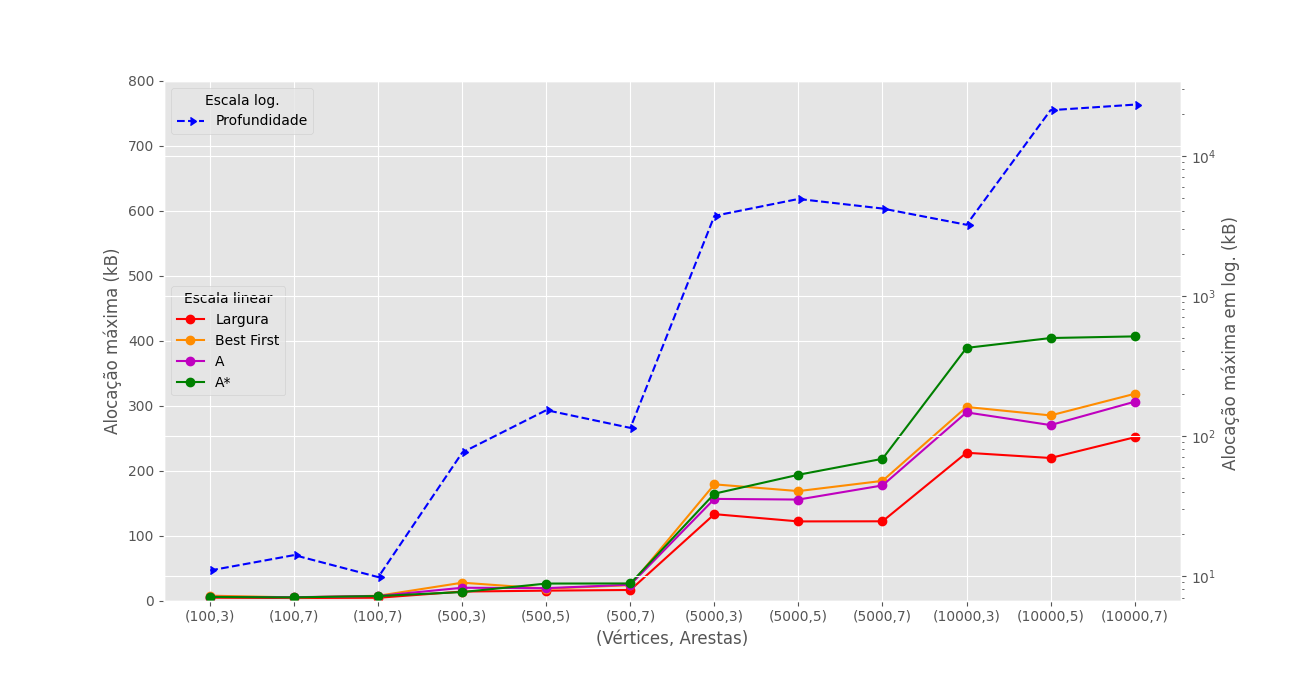 Escala log.
Profundidade
Escala linear
Largura
Best First
A
A*
Alocação máxima (kB)
800
700
600
500
400
300
200
100
0
Alocação máxima em log. (kB)
10^4
10^3
10^2
10^1
(100,3) (100,7) (100,7) (500,3) (500,5) (500,7) (5000,3) (5000,5) (5000,7) (10000,3) (10000,5) (10000,7)
(Vértices, Arestas)